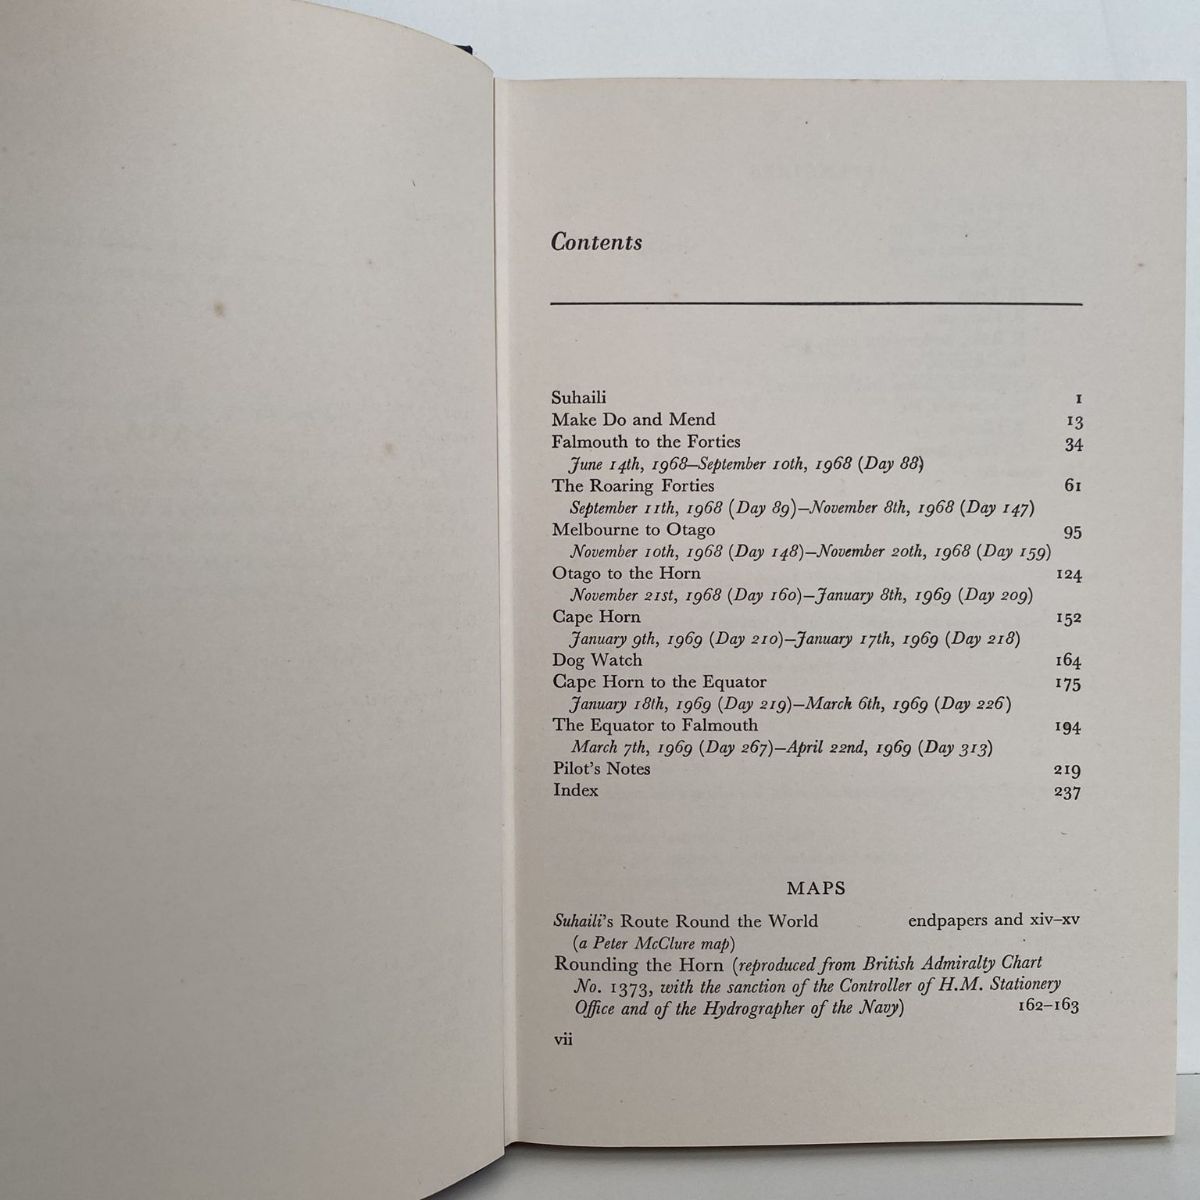 Contents
Suhaili 1
Make Do and Mend 13
Falmouth to the Forties 34
June 14th, 1968–September 10th, 1968 (Day 88)
The Roaring Forties 61
September 11th, 1968 (Day 89)–November 8th, 1968 (Day 147)
Melbourne to Otago 95
November 10th, 1968 (Day 148)–November 20th, 1968 (Day 159)
Otago to the Horn 124
November 21st, 1968 (Day 160)–January 8th, 1969 (Day 209)
Cape Horn 152
January 9th, 1969 (Day 210)–January 17th, 1969 (Day 218)
Dog Watch 164
Cape Horn to the Equator 175
January 18th, 1969 (Day 219)–March 6th, 1969 (Day 226)
The Equator to Falmouth 194
March 7th, 1969 (Day 267)–April 22nd, 1969 (Day 313)
Pilot's Notes 219
Index 237
MAPS
Suhaili's Route Round the World endpapers and xiv–xv
(a Peter McClure map)
Rounding the Horn (reproduced from British Admiralty Chart
No. 1373, with the sanction of the Controller of H.M. Stationery
Office and of the Hydrographer of the Navy) 162–163
vii